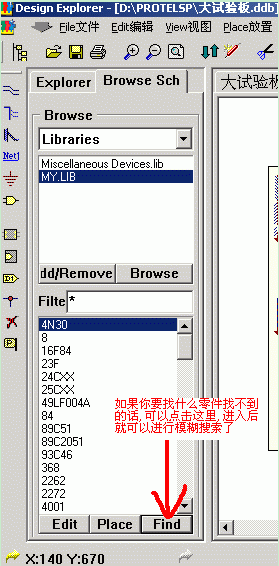 Design Explorer - [D:\PROTELSP\大试验板.ddb]
File文件 Edit编辑 View视图 Place放置
Explorer Browse Sch 大试验板
Browse
Libraries
Miscellaneous Devices.lib
MY.LIB
dd/Remove Browse
Filte *
4N30
8
16F84
23F
24CXX
25CXX
49LF004A
84
89C51
89C2051
93C46
368
2262
2272
4001
如果你要找什么零件找不到
的话,可以点击这里,进入后
就可以进行模糊搜索了
Edit Place Find
X:140 Y:670
Net1
D1
P